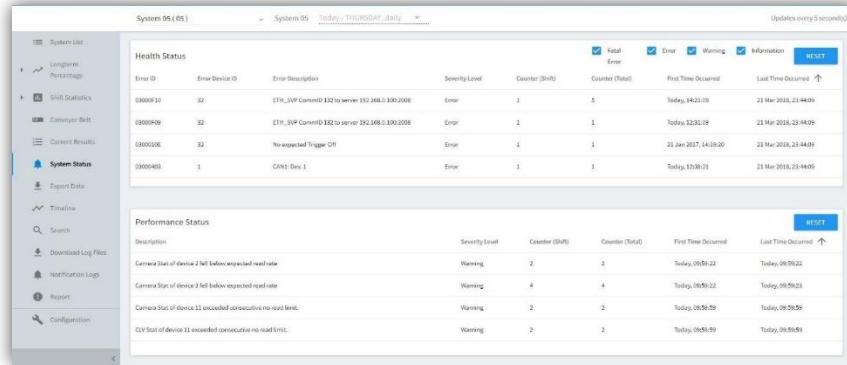 System 05 ( 05 )
System 05
Today - THURSDAY, daily
Updates every 5 second(s)
System List
Longterm
Percentage
Shift Statistics
Conveyor Belt
Current Results
System Status
Export Data
Timeline
Search
Download Log Files
Notification Logs
Report
Configuration
Health Status
Fatal
Error
Error
Warning
Information
RESET
Error ID Error Device ID Error Description Severity Level Counter (Shift) Counter (Total) First Time Occurred Last Time Occurred
03000F10 32 ETH_SVP CommID 132 to server 192.168.0.100:2008 Error 1 5 Today, 14:21:09 21 Mar 2018, 23:44:09
03000F09 32 ETH_SVP CommID 132 to server 192.168.0.100:2008 Error 1 1 Today, 12:31:09 21 Mar 2018, 23:44:09
0300010E 32 No expected Trigger Off Error 1 1 21 Jan 2017, 14:39:20 21 Mar 2018, 23:44:09
1 CAN1: Dev. 1 Error 1 1 Today, 12:38:21 21 Mar 2018, 23:44:09
Performance Status
RESET
Description Severity Level Counter (Shift) Counter (Total) First Time Occurred Last Time Occurred
Camera Stat of device 2 fell below expected read rate Warning 2 2 Today, 09:59:22 Today, 09:59:22
Camera Stat of device 3 fell below expected read rate Warning 4 4 Today, 09:59:22 Today, 09:59:23
Camera Stat of device 11 exceeded consecutive no read limit. Warning 2 2 Today, 09:59:59 Today, 09:59:59
CLV Stat of device 11 exceeded consecutive no read limit. Warning 2 2 Today, 09:59:59 Today, 09:59:59